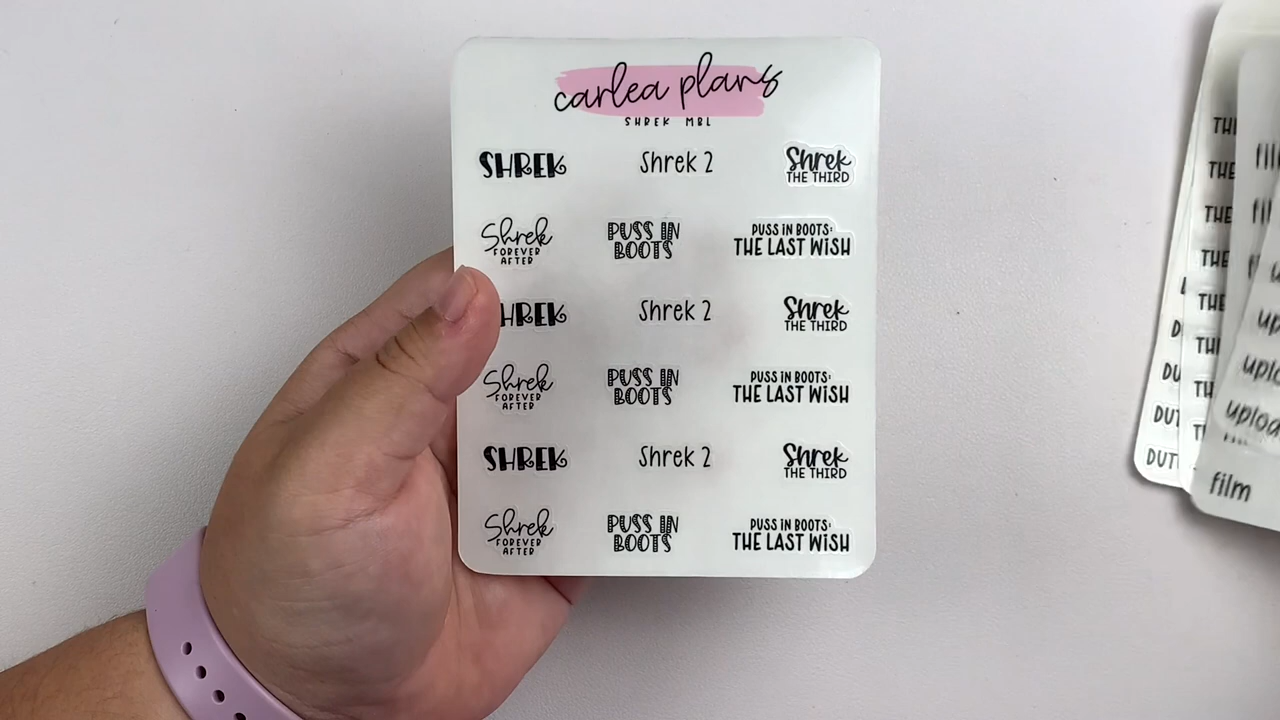 carlea plans
SHREK MBL
SHREK Shrek 2 Shrek THE THIRD
Shrek FOREVER AFTER PUSS IN BOOTS PUSS IN BOOTS: THE LAST WISH
SHREK Shrek 2 Shrek THE THIRD
Shrek FOREVER AFTER PUSS IN BOOTS PUSS IN BOOTS: THE LAST WISH
SHREK Shrek 2 Shrek THE THIRD
Shrek FOREVER AFTER PUSS IN BOOTS PUSS IN BOOTS: THE LAST WISH
film